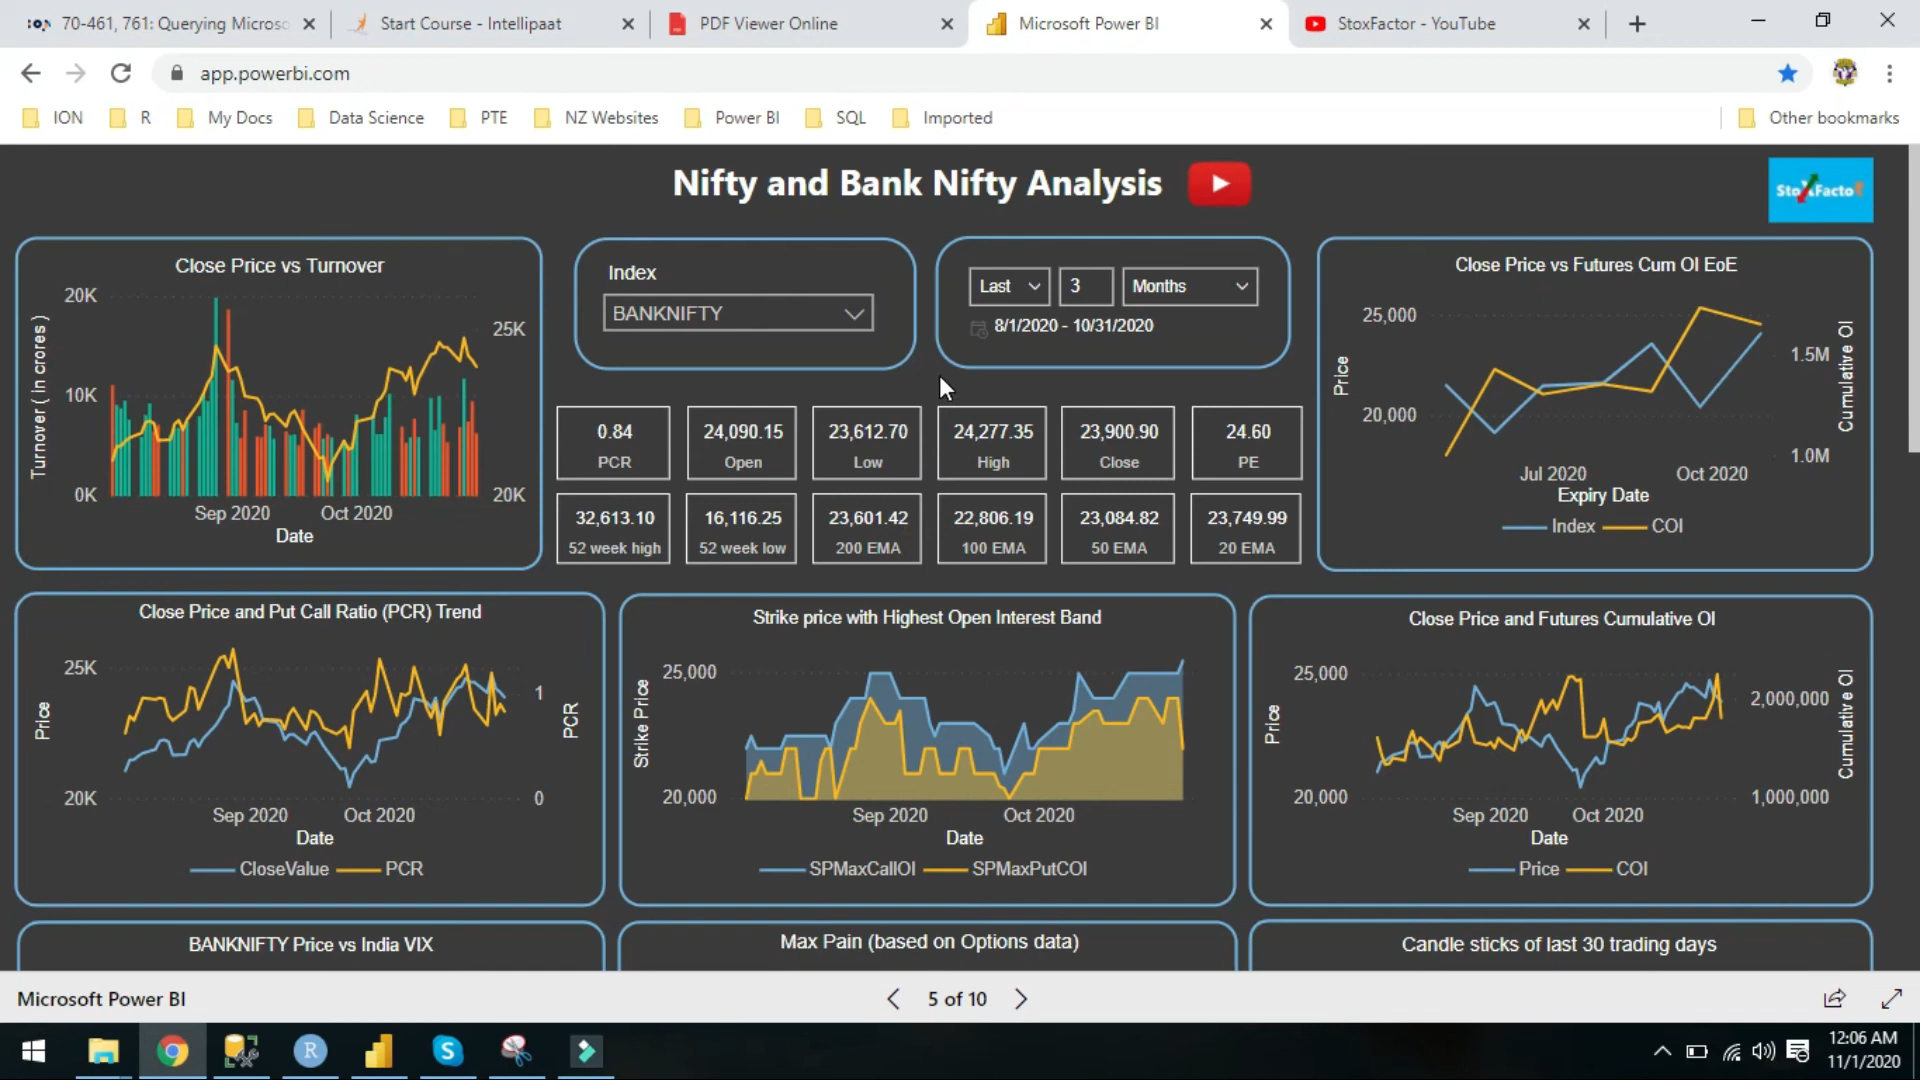 70-461, 761: Querying Microso
Start Course - Intellipaat
PDF Viewer Online
Microsoft Power BI
StoxFactor - YouTube
app.powerbi.com
ION
R
My Docs
Data Science
PTE
NZ Websites
Power BI
SQL
Imported
Other bookmarks
Nifty and Bank Nifty Analysis
StoxFactor
Close Price vs Turnover
Turnover ( in crores )
20K
10K
0K
25K
20K
Sep 2020
Oct 2020
Date
Index
BANKNIFTY
Last
3
Months
8/1/2020 - 10/31/2020
0.84
PCR
24,090.15
Open
23,612.70
Low
24,277.35
High
23,900.90
Close
24.60
PE
32,613.10
52 week high
16,116.25
52 week low
23,601.42
200 EMA
22,806.19
100 EMA
23,084.82
50 EMA
23,749.99
20 EMA
Close Price vs Futures Cum OI EoE
Price
25,000
20,000
1.5M
1.0M
Cumulative OI
Jul 2020
Oct 2020
Expiry Date
Index
COI
Close Price and Put Call Ratio (PCR) Trend
Price
25K
20K
1
0
PCR
Sep 2020
Oct 2020
Date
CloseValue
PCR
Strike price with Highest Open Interest Band
Strike Price
25,000
20,000
Sep 2020
Oct 2020
Date
SPMaxCallOI
SPMaxPutCOI
Close Price and Futures Cumulative OI
Price
25,000
20,000
2,000,000
1,000,000
Cumulative OI
Sep 2020
Oct 2020
Date
Price
COI
BANKNIFTY Price vs India VIX
Max Pain (based on Options data)
Candle sticks of last 30 trading days
Microsoft Power BI
5 of 10
R
S
12:06 AM
11/1/2020